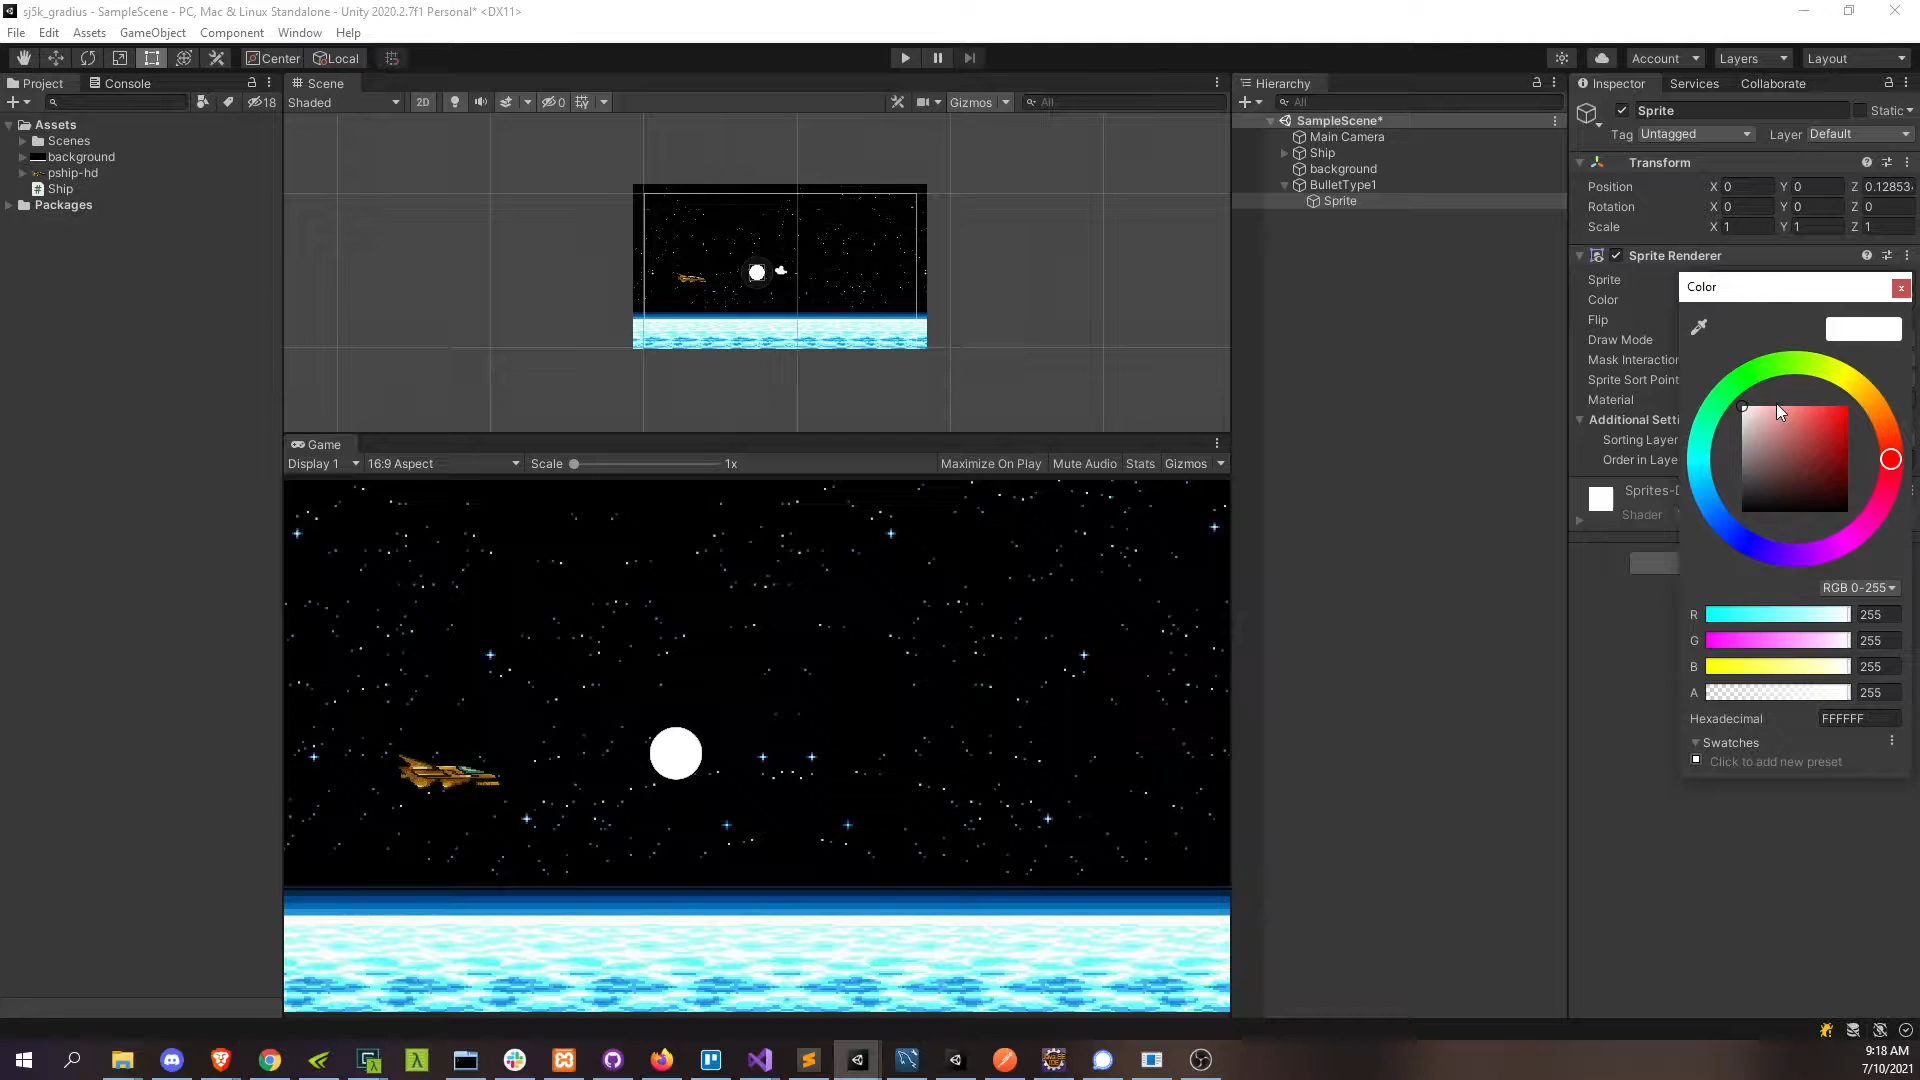 sj5k_gradius - SampleScene - PC, Mac & Linux Standalone - Unity 2020.2.7f1 Personal* <DX11>
File Edit Assets GameObject Component Window Help
Center Local Account Layers Layout
Project Console
18
Assets
Scenes
background
pship-hd
Ship
Packages
Scene
Shaded 2D 0 Gizmos All
Game
Display 1 16:9 Aspect Scale 1x Maximize On Play Mute Audio Stats Gizmos
Hierarchy
All
SampleScene*
Main Camera
Ship
background
BulletType1
Sprite
Inspector Services Collaborate
Sprite Static
Tag Untagged Layer Default
Transform
Position X 0 Y 0 Z 0.12853
Rotation X 0 Y 0 Z 0
Scale X 1 Y 1 Z 1
Sprite Renderer
Sprite
Color
Flip
Draw Mode
Mask Interaction
Sprite Sort Point
Material
Additional Setti
Sorting Layer
Order in Laye
Sprites-D
Shader
Color
x
RGB 0-255
R 255
G 255
B 255
A 255
Hexadecimal FFFFFF
Swatches
Click to add new preset
9:18 AM
7/10/2021